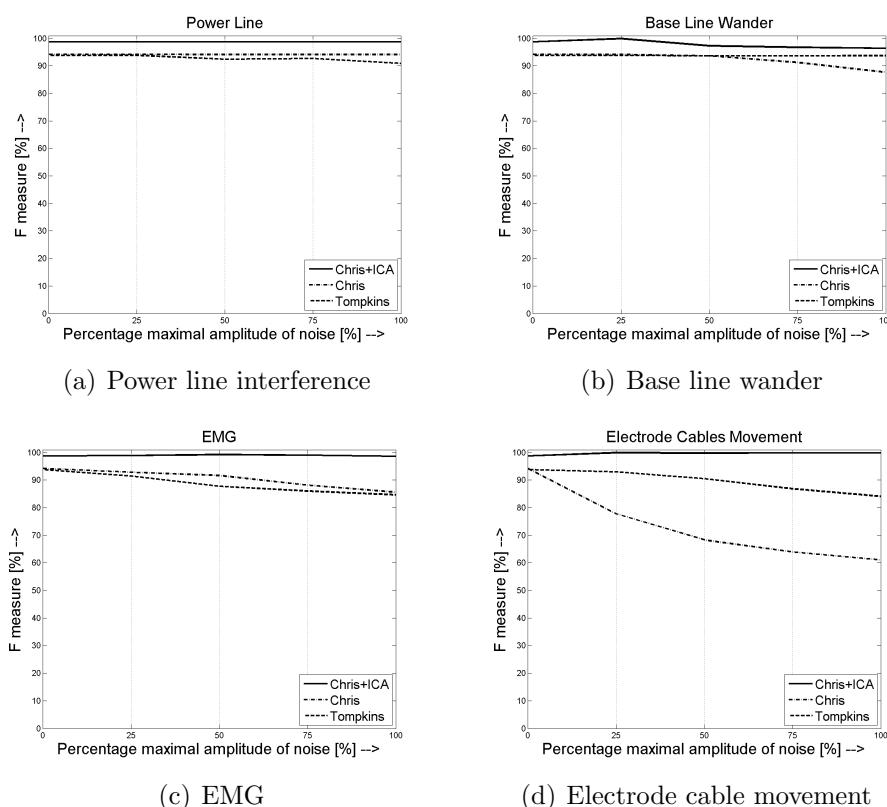 Power Line
F measure [%] -->
100
90
80
70
60
50
40
30
20
10
0
0 25 50 75 100
Percentage maximal amplitude of noise [%] -->
Chris+ICA
Chris
Tompkins
(a) Power line interference
Base Line Wander
F measure [%] -->
100
90
80
70
60
50
40
30
20
10
0
0 25 50 75 100
Percentage maximal amplitude of noise [%] -->
Chris+ICA
Chris
Tompkins
(b) Base line wander
EMG
F measure [%] -->
100
90
80
70
60
50
40
30
20
10
0
0 25 50 75 100
Percentage maximal amplitude of noise [%] -->
Chris+ICA
Chris
Tompkins
(c) EMG
Electrode Cables Movement
F measure [%] -->
100
90
80
70
60
50
40
30
20
10
0
0 25 50 75 100
Percentage maximal amplitude of noise [%] -->
Chris+ICA
Chris
Tompkins
(d) Electrode cable movement